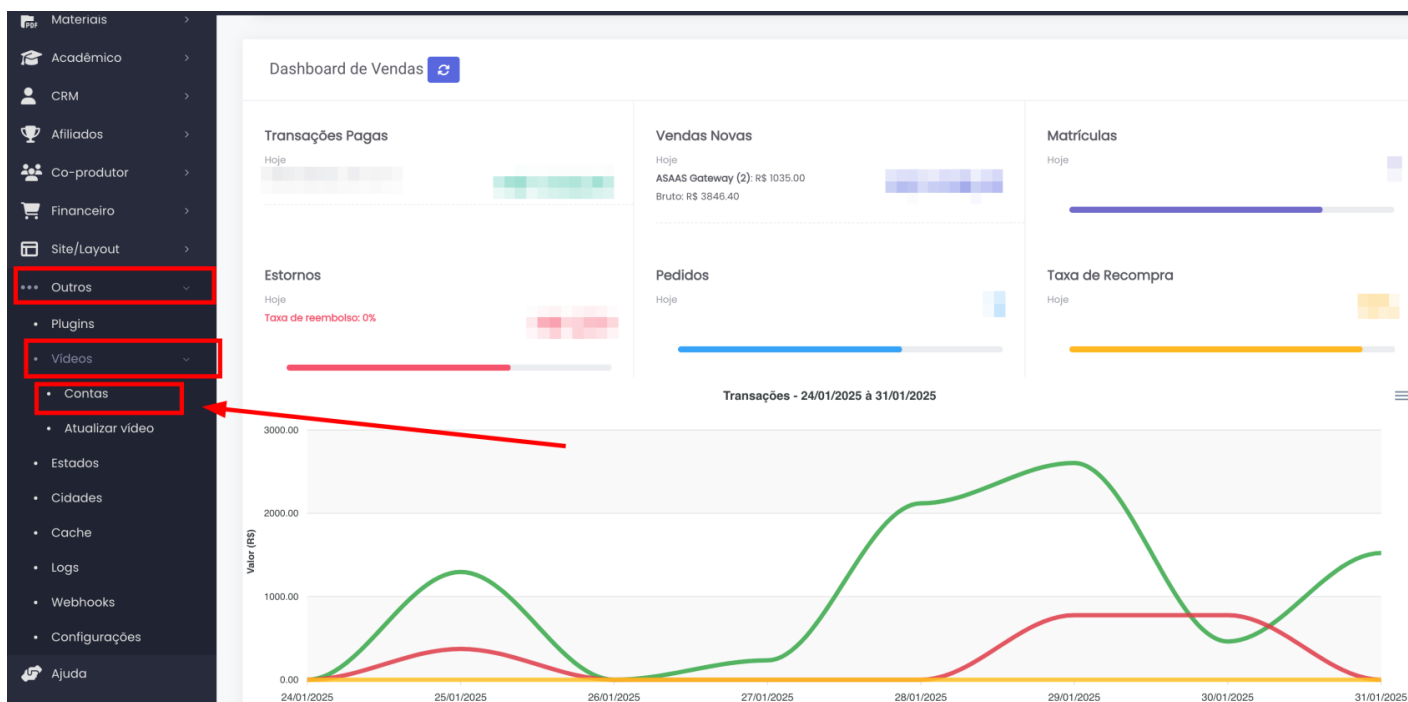 PDF
Materiais
Acadêmico
CRM
Afiliados
Co-produtor
Financeiro
Site/Layout
Outros
Plugins
Vídeos
Contas
Atualizar vídeo
Estados
Cidades
Cache
Logs
Webhooks
Configurações
Ajuda
Dashboard de Vendas
Transações Pagas
Hoje
Vendas Novas
Hoje
ASAAS Gateway (2): R$ 1035.00
Bruto: R$ 3846.40
Matrículas
Hoje
Estornos
Hoje
Taxa de reembolso: 0%
Pedidos
Hoje
Taxa de Recompra
Hoje
Transações - 24/01/2025 à 31/01/2025
Valor (R$)
3000.00
2000.00
1000.00
0.00
24/01/2025 25/01/2025 26/01/2025 27/01/2025 28/01/2025 29/01/2025 30/01/2025 31/01/2025